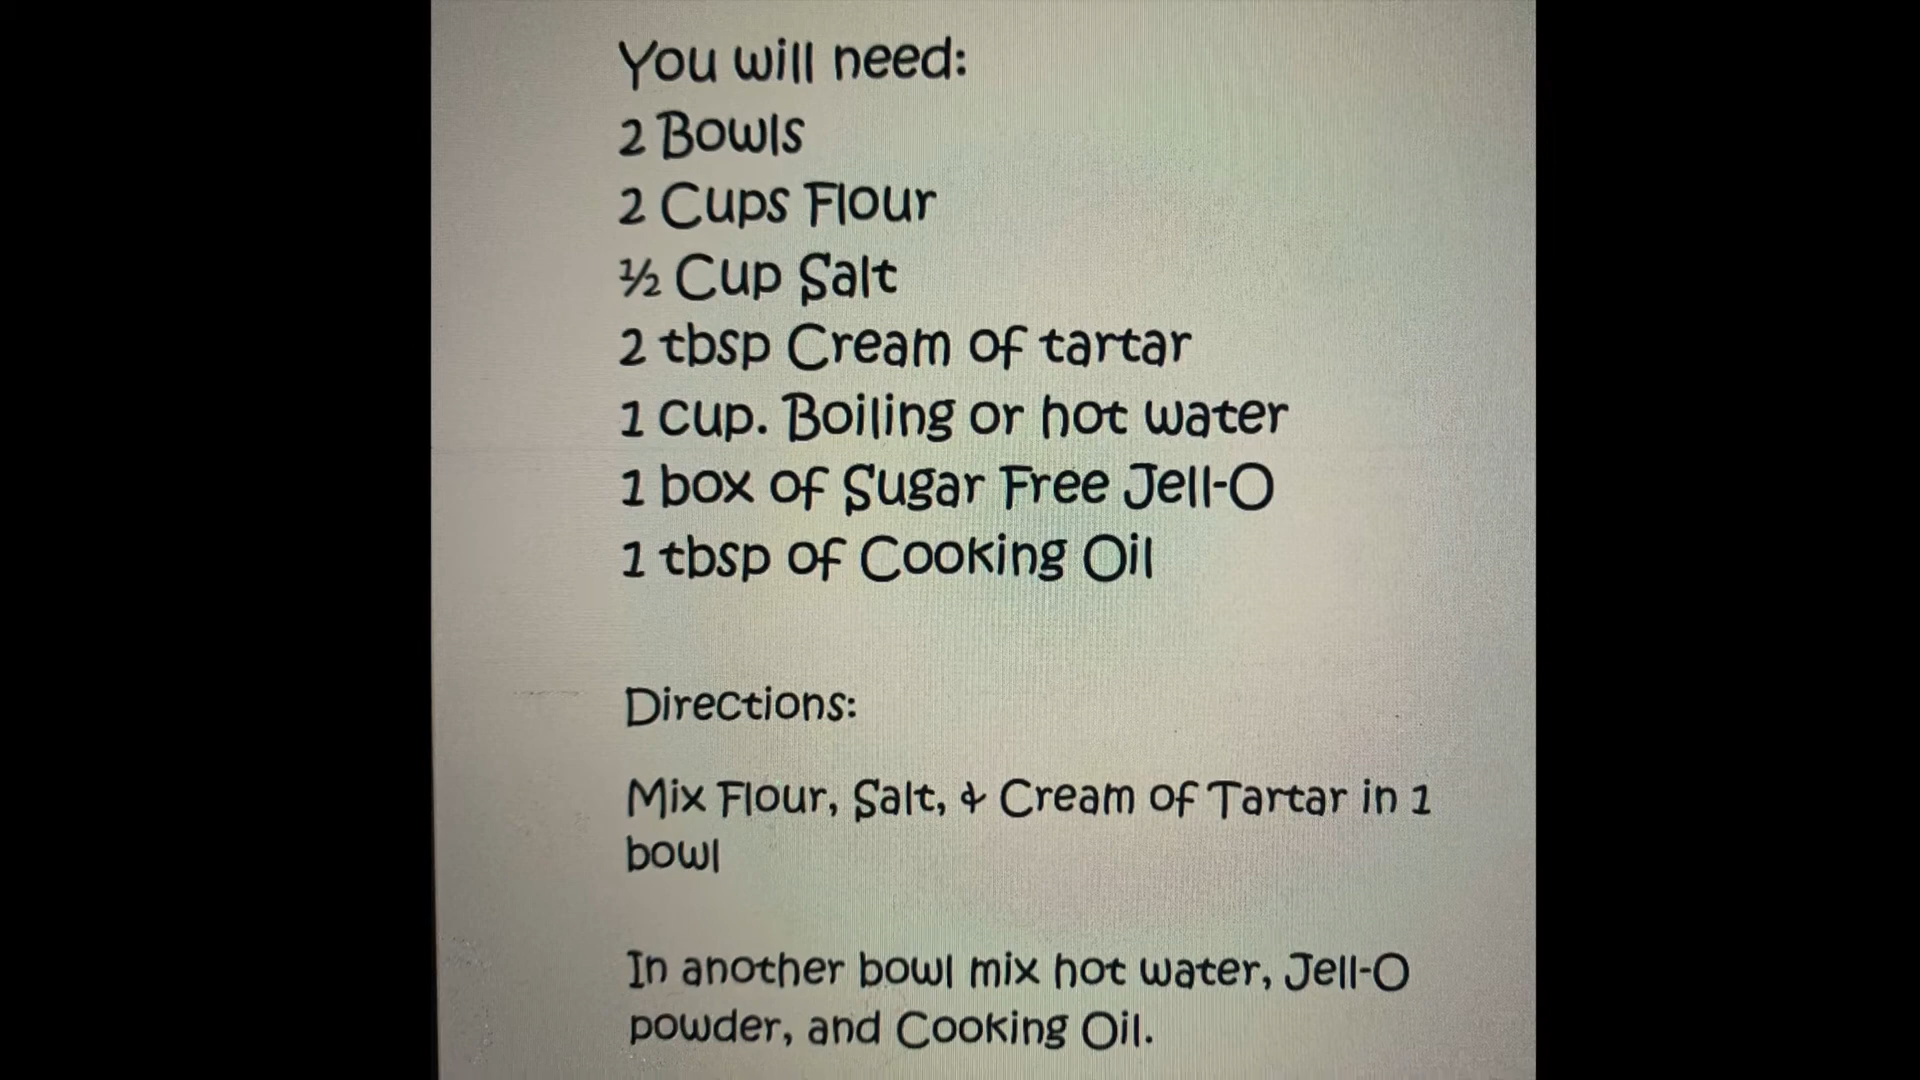 You will need:
2 Bowls
2 Cups Flour
½ Cup Salt
2 tbsp Cream of tartar
1 cup. Boiling or hot water
1 box of Sugar Free Jell-O
1 tbsp of Cooking Oil
Directions:
Mix Flour, Salt, & Cream of Tartar in 1
bowl
In another bowl mix hot water, Jell-O
powder, and Cooking Oil.